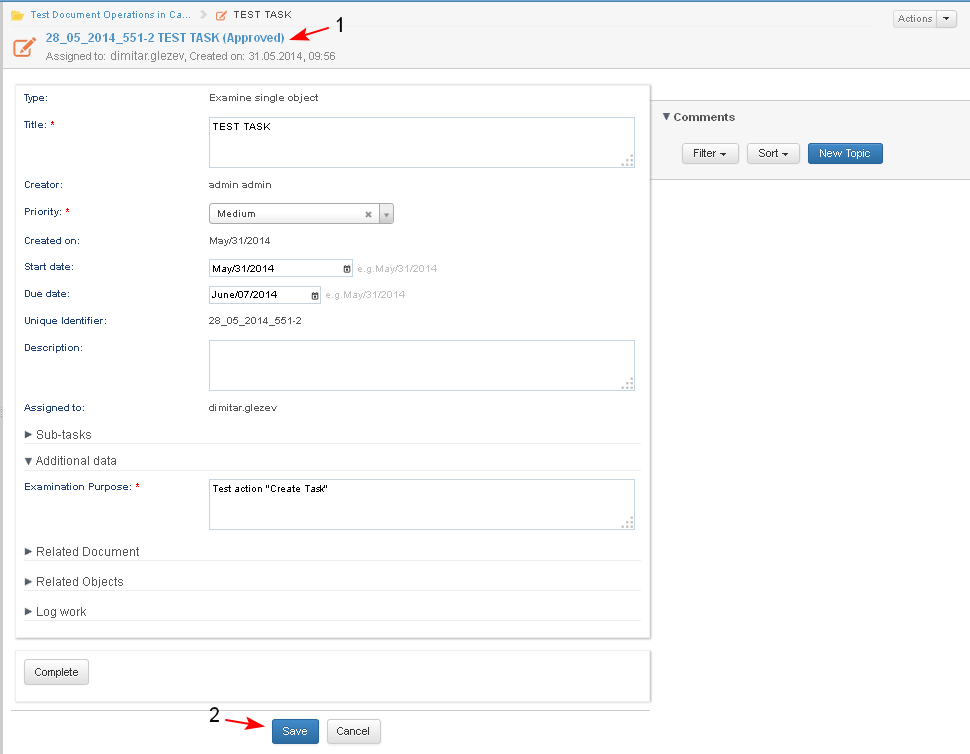 Test Document Operations in Ca... TEST TASK
Actions
1
28_05_2014_551-2 TEST TASK (Approved)
Assigned to: dimitar.glezev, Created on: 31.05.2014, 09:56
Type: Examine single object
Comments
Title: * TEST TASK
Filter Sort New Topic
Creator: admin admin
Priority: * Medium
Created on: May/31/2014
Start date: May/31/2014 e.g.May/31/2014
Due date: June/07/2014 e.g.May/31/2014
Unique Identifier: 28_05_2014_551-2
Description:
Assigned to: dimitar.glezev
Sub-tasks
Additional data
Examination Purpose: * Test action "Create Task"
Related Document
Related Objects
Log work
Complete
2
Save Cancel